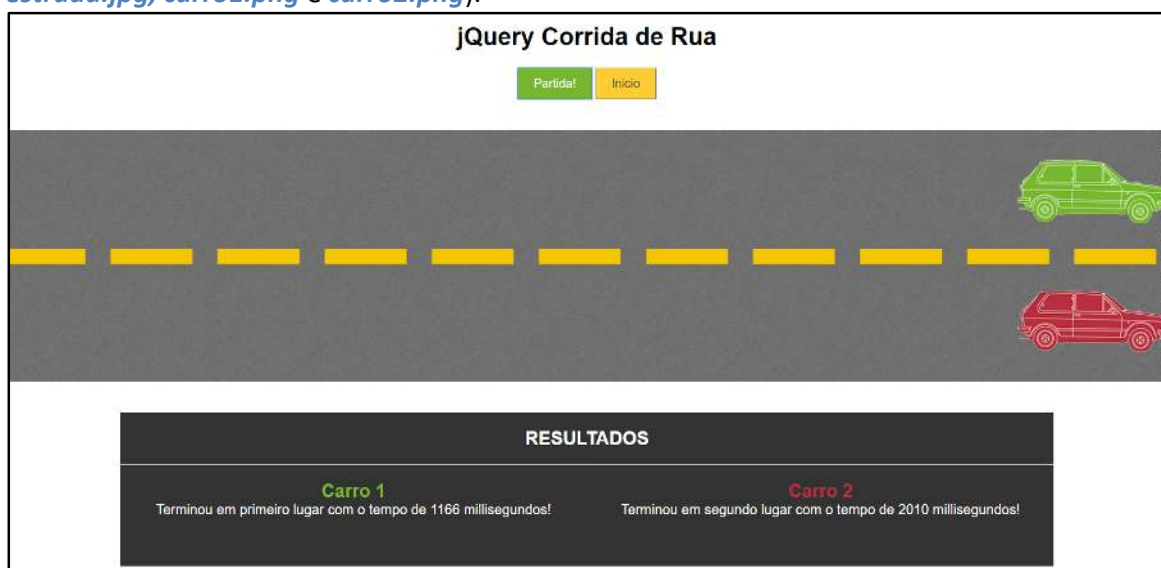 estrada.jpg, carro1.png e carro2.png).
jQuery Corrida de Rua
Partida! Inicio
RESULTADOS
Carro 1 Carro 2
Terminou em primeiro lugar com o tempo de 1166 millisegundos! Terminou em segundo lugar com o tempo de 2010 millisegundos!